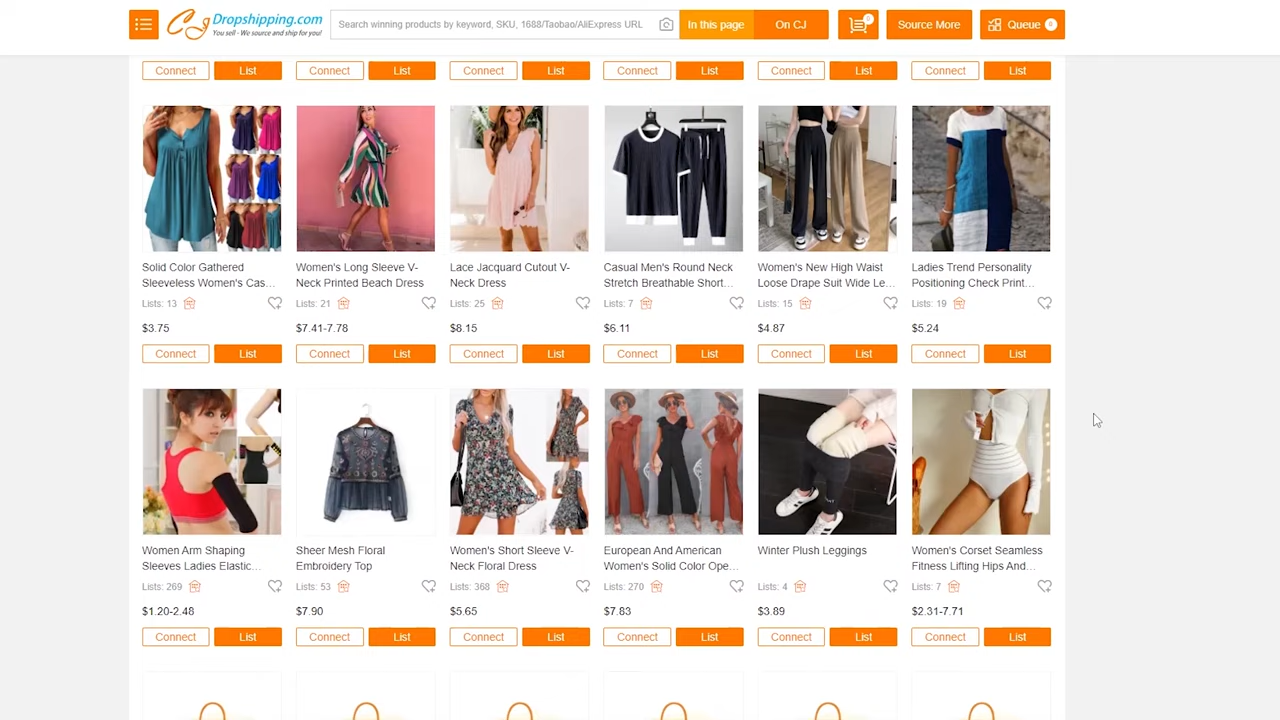 CJ Dropshipping.com
You sell - We source and ship for you!
Search winning products by keyword, SKU, 1688/Taobao/AliExpress URL
In this page
On CJ
0
Source More
Queue 0
Connect List Connect List Connect List Connect List Connect List Connect List
Solid Color Gathered
Sleeveless Women's Cas...
Lists: 13
$3.75
Connect List
Women's Long Sleeve V-
Neck Printed Beach Dress
Lists: 21
$7.41-7.78
Connect List
Lace Jacquard Cutout V-
Neck Dress
Lists: 25
$8.15
Connect List
Casual Men's Round Neck
Stretch Breathable Short...
Lists: 7
$6.11
Connect List
Women's New High Waist
Loose Drape Suit Wide Le...
Lists: 15
$4.87
Connect List
Ladies Trend Personality
Positioning Check Print...
Lists: 19
$5.24
Connect List
Women Arm Shaping
Sleeves Ladies Elastic...
Lists: 269
$1.20-2.48
Connect List
Sheer Mesh Floral
Embroidery Top
Lists: 53
$7.90
Connect List
Women's Short Sleeve V-
Neck Floral Dress
Lists: 368
$5.65
Connect List
European And American
Women's Solid Color Ope...
Lists: 270
$7.83
Connect List
Winter Plush Leggings
Lists: 4
$3.89
Connect List
Women's Corset Seamless
Fitness Lifting Hips And...
Lists: 7
$2.31-7.71
Connect List